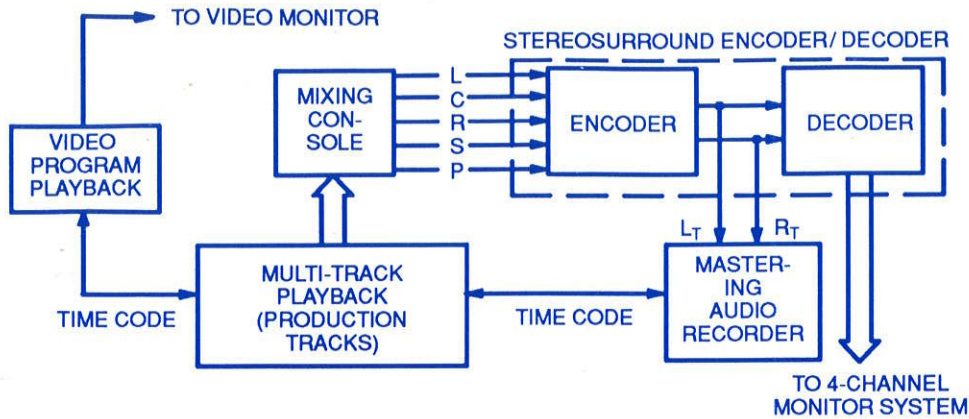 TO VIDEO MONITOR
STEREOSURROUND ENCODER/DECODER
MIXING
CON-
SOLE
L
C
R
S
P
ENCODER
DECODER
VIDEO
PROGRAM
PLAYBACK
LT
RT
MULTI-TRACK
PLAYBACK
(PRODUCTION
TRACKS)
MASTER-
ING
AUDIO
RECORDER
TIME CODE
TIME CODE
TO 4-CHANNEL
MONITOR SYSTEM